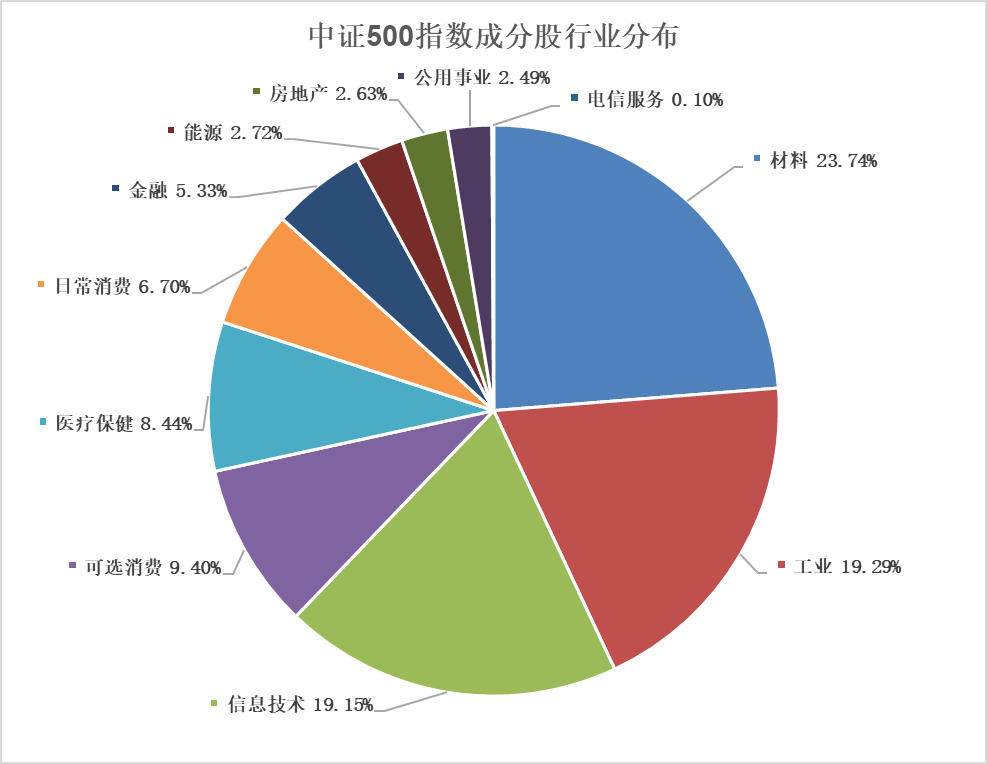 中证500指数成分股行业分布
公用事业 2.49%
房地产 2.63%
电信服务 0.10%
能源 2.72%
材料 23.74%
金融 5.33%
日常消费 6.70%
医疗保健 8.44%
可选消费 9.40%
工业 19.29%
信息技术 19.15%